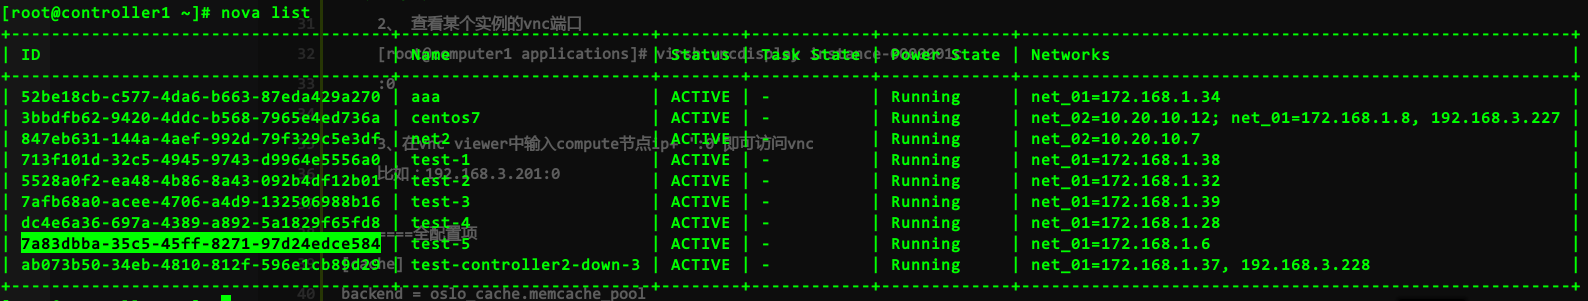 [root@controller1 ~]# nova list
31 2、 查看某个实例的vnc端口
| ID | Name | Status | Task State | Power State | Networks |
32 [root@computer1 applications]# virsh vncdisplay instance-
33 :0
| 52be18cb-c577-4da6-b663-87eda429a270 | aaa | ACTIVE | - | Running | net_01=172.168.1.34 |
| 3bbdfb62-9420-4ddc-b568-7965e4ed736a | centos7 | ACTIVE | - | Running | net_02=10.20.10.12; net_01=172.168.1.8, 192.168.3.227 |
| 847eb631-144a-4aef-992d-79f329c5e3df | net2 | ACTIVE | - | Running | net_02=10.20.10.7 |
3、在vnc viewer中输入compute节点ip+ :0 即可访问vnc
| 713f101d-32c5-4945-9743-d9964e5556a0 | test-1 | ACTIVE | - | Running | net_01=172.168.1.38 |
比如：192.168.3.201:0
| 5528a0f2-ea48-4b86-8a43-092b4df12b01 | test-2 | ACTIVE | - | Running | net_01=172.168.1.32 |
| 7afb68a0-acee-4706-a4d9-132506988b16 | test-3 | ACTIVE | - | Running | net_01=172.168.1.39 |
| dc4e6a36-697a-4389-a892-5a1829f65fd8 | test-4 | ACTIVE | - | Running | net_01=172.168.1.28 |
====全配置项
| 7a83dbba-35c5-45ff-8271-97d24edce584 | test-5 | ACTIVE | - | Running | net_01=172.168.1.6 |
| ab073b50-34eb-4810-812f-596e1cb89d29 | test-controller2-down-3 | ACTIVE | - | Running | net_01=172.168.1.37, 192.168.3.228 |
[cache]
40 backend = oslo_cache.memcache_pool